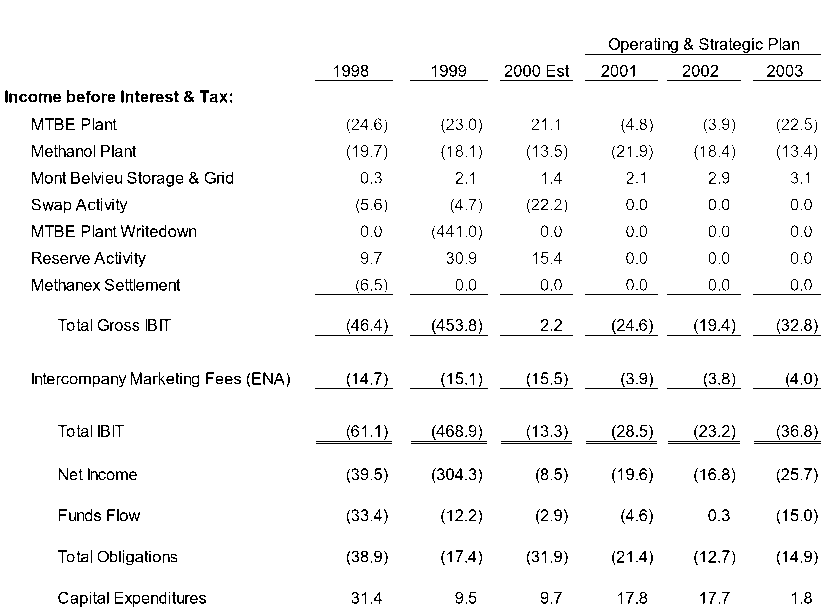 Operating & Strategic Plan
1998 1999 2000 Est 2001 2002 2003
Income before Interest & Tax:
MTBE Plant (24.6) (23.0) 21.1 (4.8) (3.9) (22.5)
Methanol Plant (19.7) (18.1) (13.5) (21.9) (18.4) (13.4)
Mont Belvieu Storage & Grid 0.3 2.1 1.4 2.1 2.9 3.1
Swap Activity (5.6) (4.7) (22.2) 0.0 0.0 0.0
MTBE Plant Writedown 0.0 (441.0) 0.0 0.0 0.0 0.0
Reserve Activity 9.7 30.9 15.4 0.0 0.0 0.0
Methanex Settlement (6.5) 0.0 0.0 0.0 0.0 0.0
Total Gross IBIT (46.4) (453.8) 2.2 (24.6) (19.4) (32.8)
Intercompany Marketing Fees (ENA) (14.7) (15.1) (15.5) (3.9) (3.8) (4.0)
Total IBIT (61.1) (468.9) (13.3) (28.5) (23.2) (36.8)
Net Income (39.5) (304.3) (8.5) (19.6) (16.8) (25.7)
Funds Flow (33.4) (12.2) (2.9) (4.6) 0.3 (15.0)
Total Obligations (38.9) (17.4) (31.9) (21.4) (12.7) (14.9)
Capital Expenditures 31.4 9.5 9.7 17.8 17.7 1.8